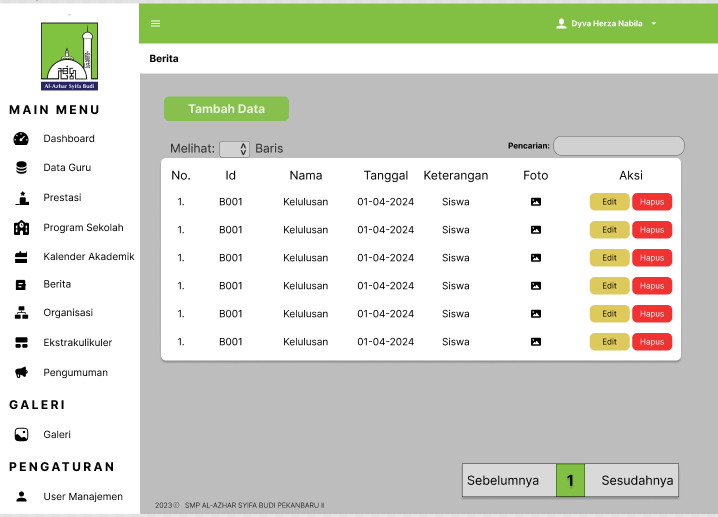 Dyva Herza Nabila
Al-Azhar Syifa Budi
Berita
MAIN MENU
Dashboard
Data Guru
Prestasi
Program Sekolah
Kalender Akademik
Berita
Organisasi
Ekstrakulikuler
Pengumuman
GALERI
Galeri
PENGATURAN
User Manajemen
Tambah Data
Melihat: Baris
Pencarian:
No. Id Nama Tanggal Keterangan Foto Aksi
1. B001 Kelulusan 01-04-2024 Siswa Edit Hapus
1. B001 Kelulusan 01-04-2024 Siswa Edit Hapus
1. B001 Kelulusan 01-04-2024 Siswa Edit Hapus
1. B001 Kelulusan 01-04-2024 Siswa Edit Hapus
1. B001 Kelulusan 01-04-2024 Siswa Edit Hapus
1. B001 Kelulusan 01-04-2024 Siswa Edit Hapus
Sebelumnya 1 Sesudahnya
2023© SMP AL-AZHAR SYIFA BUDI PEKANBARU II